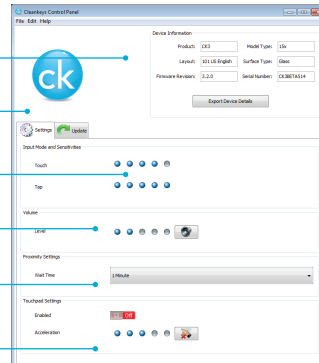 Cleankeys Control Panel
File Edit Help
Device Information
Product: CK3 Model Type: 15x
Layout: 101 US English Surface Type: Glass
Firmware Revision: 3.2.0 Serial Number: CK3BETA51#
Export Device Details
ck
Settings Update
Input Mode and Sensitivities
Touch
Tap
Volume
Level
Proximity Settings
Wait Time 1 Minute
Touchpad Settings
Enabled Off
Acceleration